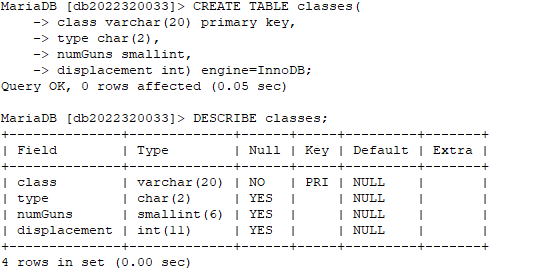 MariaDB [db2022320033]> CREATE TABLE classes(
    -> class varchar(20) primary key,
    -> type char(2),
    -> numGuns smallint,
    -> displacement int) engine=InnoDB;
Query OK, 0 rows affected (0.05 sec)

MariaDB [db2022320033]> DESCRIBE classes;
+--------------+-------------+------+-----+---------+-------+
| Field        | Type        | Null | Key | Default | Extra |
+--------------+-------------+------+-----+---------+-------+
| class        | varchar(20) | NO   | PRI | NULL    |       |
| type         | char(2)     | YES  |     | NULL    |       |
| numGuns      | smallint(6) | YES  |     | NULL    |       |
| displacement | int(11)     | YES  |     | NULL    |       |
+--------------+-------------+------+-----+---------+-------+
4 rows in set (0.00 sec)